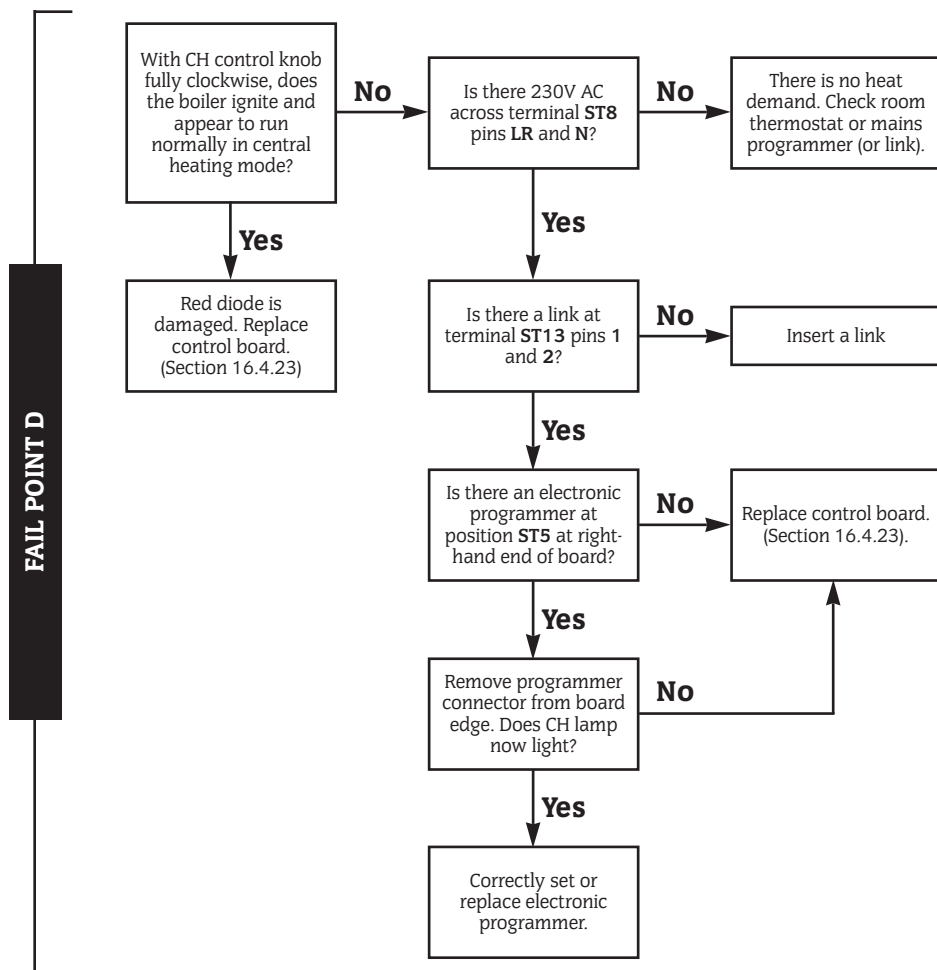 FAIL POINT D
With CH control knob
fully clockwise, does
the boiler ignite and
appear to run
normally in central
heating mode?
No
Is there 230V AC
across terminal ST8
pins LR and N?
No
There is no heat
demand. Check room
thermostat or mains
programmer (or link).
Yes
Red diode is
damaged. Replace
control board.
(Section 16.4.23)
Yes
Is there a link at
terminal ST13 pins 1
and 2?
No
Insert a link
Yes
Is there an electronic
programmer at
position ST5 at right-
hand end of board?
No
Replace control board.
(Section 16.4.23).
Yes
Remove programmer
connector from board
edge. Does CH lamp
now light?
No
Yes
Correctly set or
replace electronic
programmer.